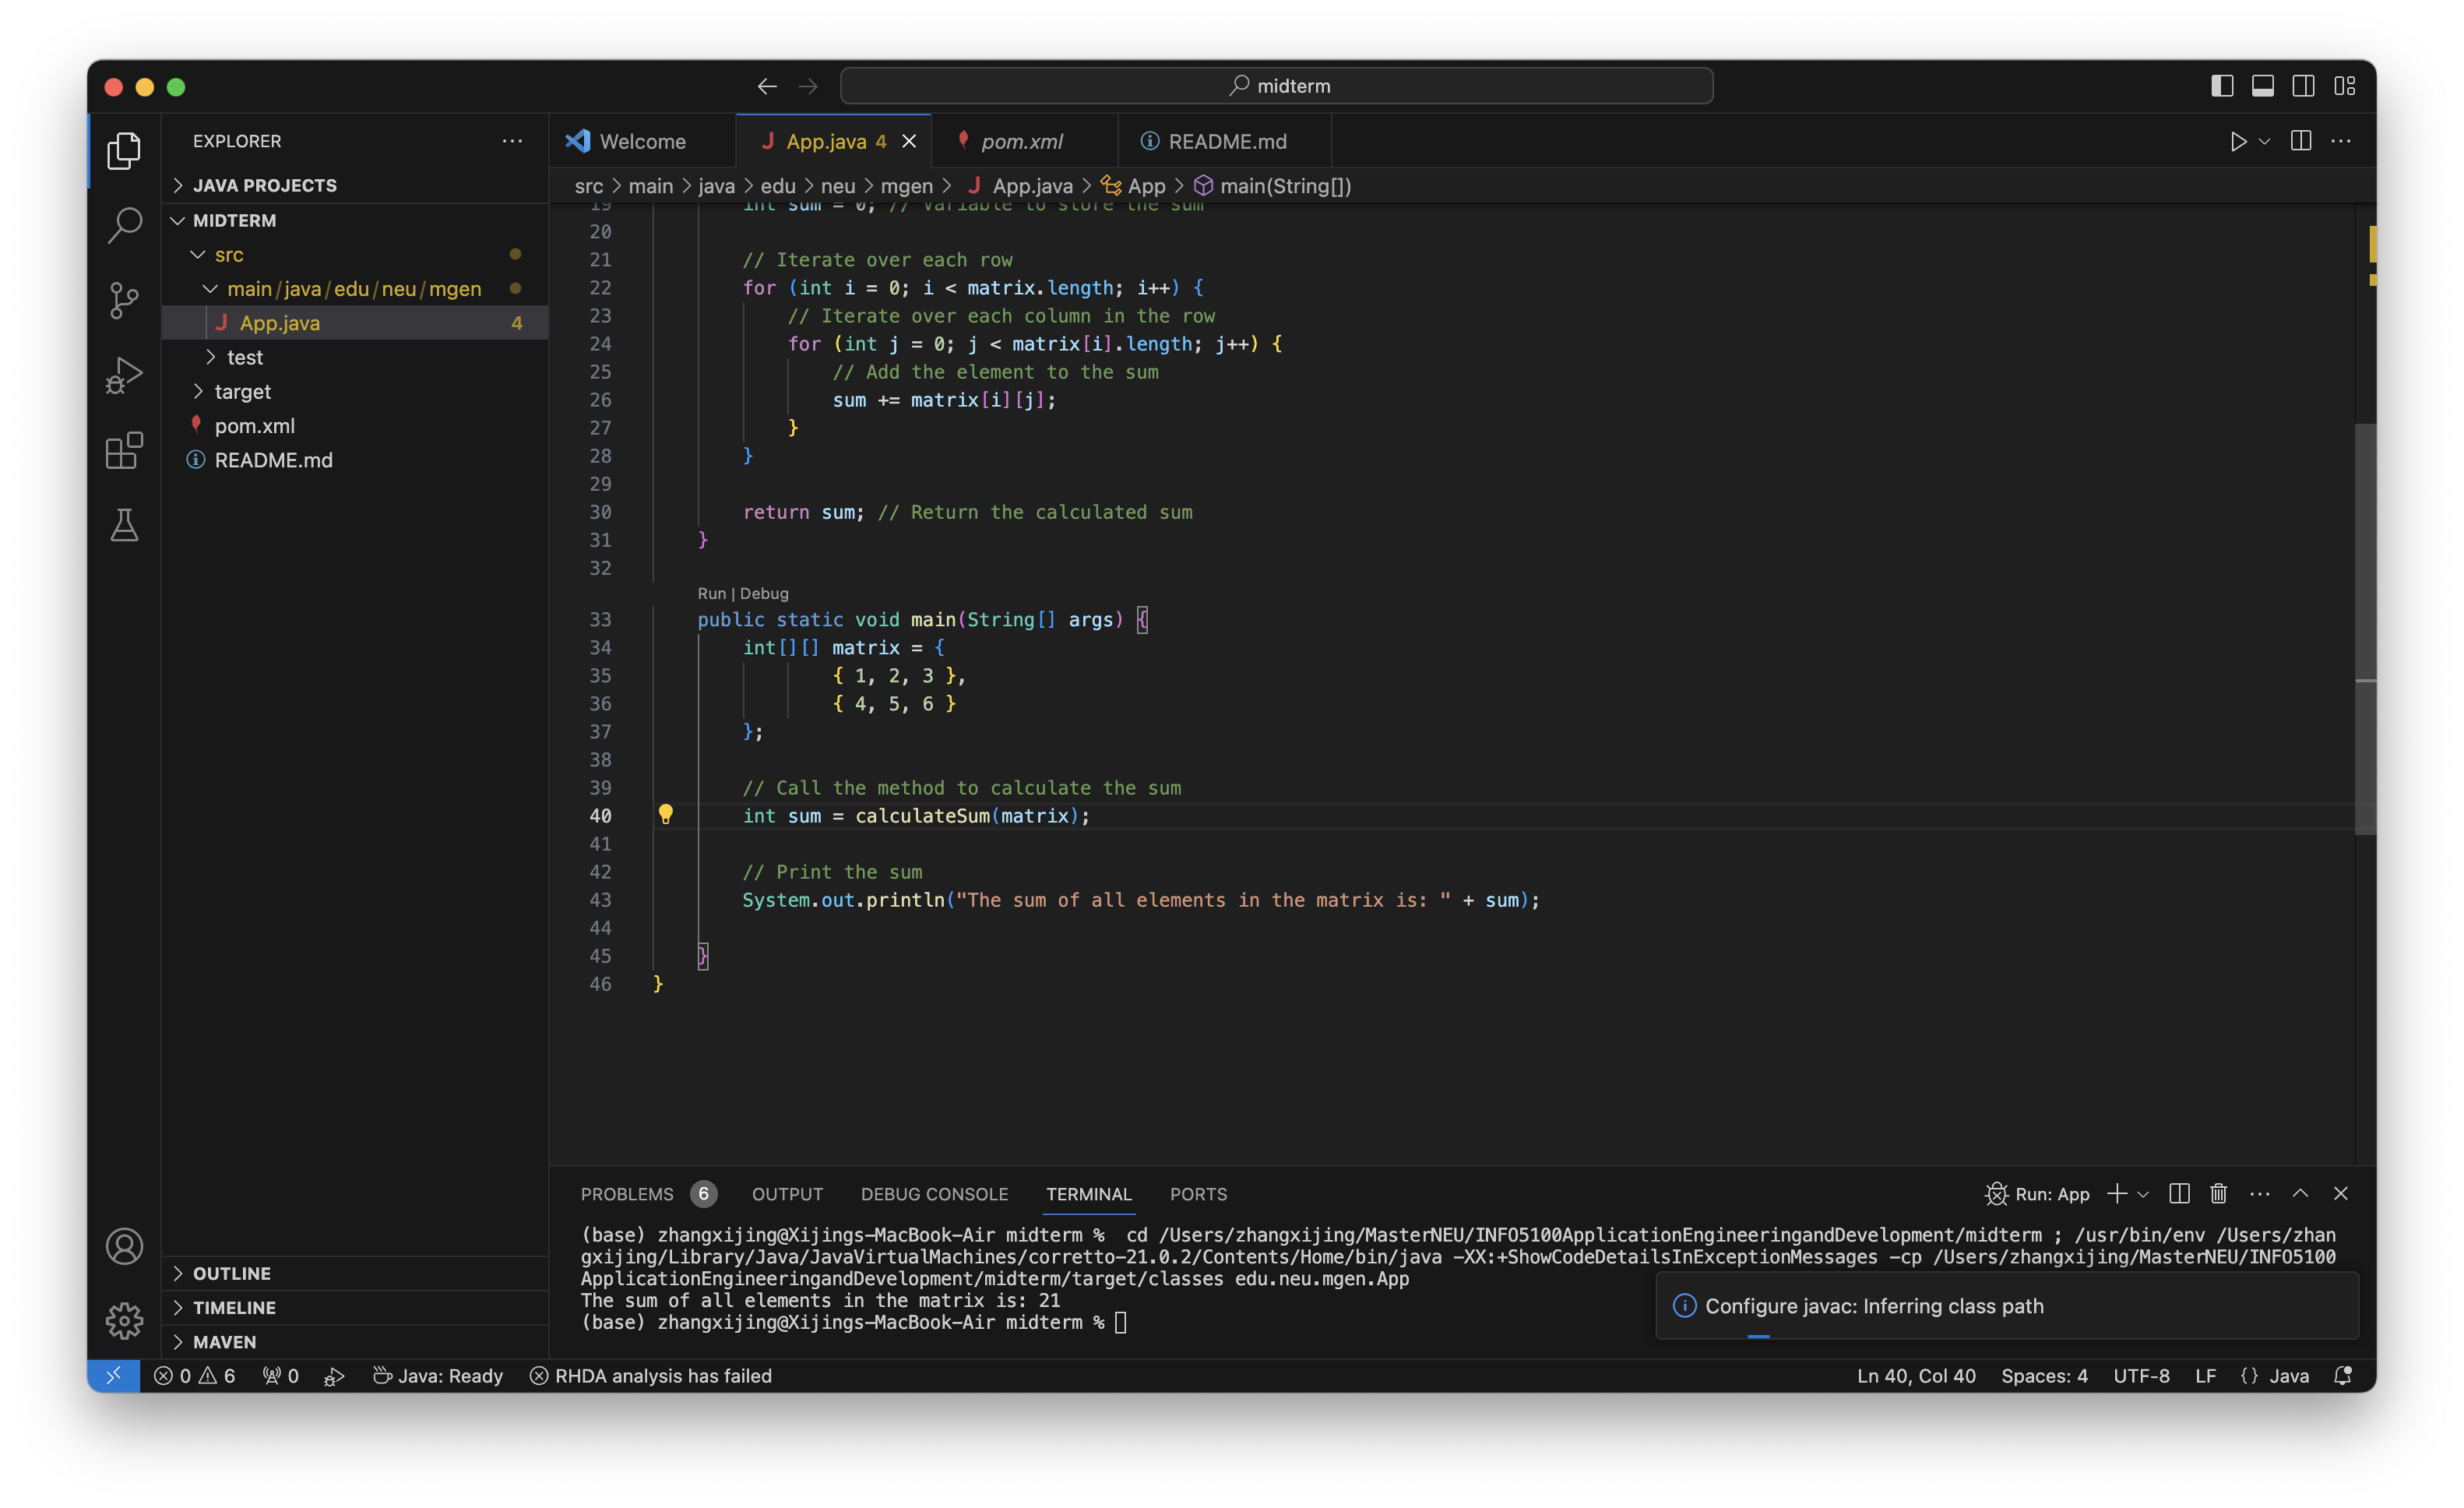 midterm
EXPLORER
JAVA PROJECTS
MIDTERM
src
main/java/edu/neu/mgen
J App.java 4
test
target
pom.xml
README.md
OUTLINE
TIMELINE
MAVEN
Welcome
J App.java 4
pom.xml
README.md
src > main > java > edu > neu > mgen > J App.java > App > main(String[])
19 int sum = 0; // Variable to store the sum
20
21 // Iterate over each row
22 for (int i = 0; i < matrix.length; i++) {
23 // Iterate over each column in the row
24 for (int j = 0; j < matrix[i].length; j++) {
25 // Add the element to the sum
26 sum += matrix[i][j];
27 }
28 }
29
30 return sum; // Return the calculated sum
31 }
32
Run | Debug
33 public static void main(String[] args) {
34 int[][] matrix = {
35 { 1, 2, 3 },
36 { 4, 5, 6 }
37 };
38
39 // Call the method to calculate the sum
40 int sum = calculateSum(matrix);
41
42 // Print the sum
43 System.out.println("The sum of all elements in the matrix is: " + sum);
44
45 }
46 }
PROBLEMS 6 OUTPUT DEBUG CONSOLE TERMINAL PORTS
Run: App
(base) zhangxijing@Xijings-MacBook-Air midterm %  cd /Users/zhangxijing/MasterNEU/INFO5100ApplicationEngineeringandDevelopment/midterm ; /usr/bin/env /Users/zhan
gxijing/Library/Java/JavaVirtualMachines/corretto-21.0.2/Contents/Home/bin/java -XX:+ShowCodeDetailsInExceptionMessages -cp /Users/zhangxijing/MasterNEU/INFO5100
ApplicationEngineeringandDevelopment/midterm/target/classes edu.neu.mgen.App
The sum of all elements in the matrix is: 21
(base) zhangxijing@Xijings-MacBook-Air midterm %
Configure javac: Inferring class path
0 6 0 Java: Ready RHDA analysis has failed
Ln 40, Col 40 Spaces: 4 UTF-8 LF {} Java